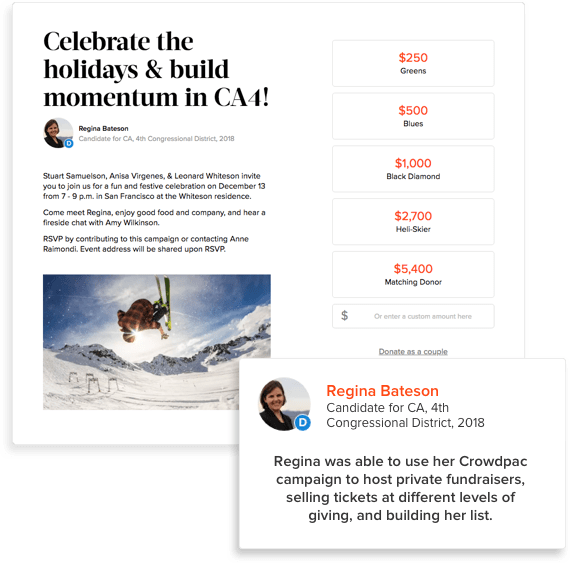 Celebrate the
holidays & build
momentum in CA4!
Regina Bateson
Candidate for CA, 4th Congressional District, 2018
D
Stuart Samuelson, Anisa Virgenes, & Leonard Whiteson invite
you to join us for a fun and festive celebration on December 13
from 7 - 9 p.m. in San Francisco at the Whiteson residence.
Come meet Regina, enjoy good food and company, and hear a
fireside chat with Amy Wilkinson.
RSVP by contributing to this campaign or contacting Anne
Raimondi. Event address will be shared upon RSVP.
$250
Greens
$500
Blues
$1,000
Black Diamond
$2,700
Heli-Skier
$5,400
Matching Donor
$ Or enter a custom amount here
Donate as a couple
Regina Bateson
Candidate for CA, 4th
Congressional District, 2018
D
Regina was able to use her Crowdpac
campaign to host private fundraisers,
selling tickets at different levels of
giving, and building her list.